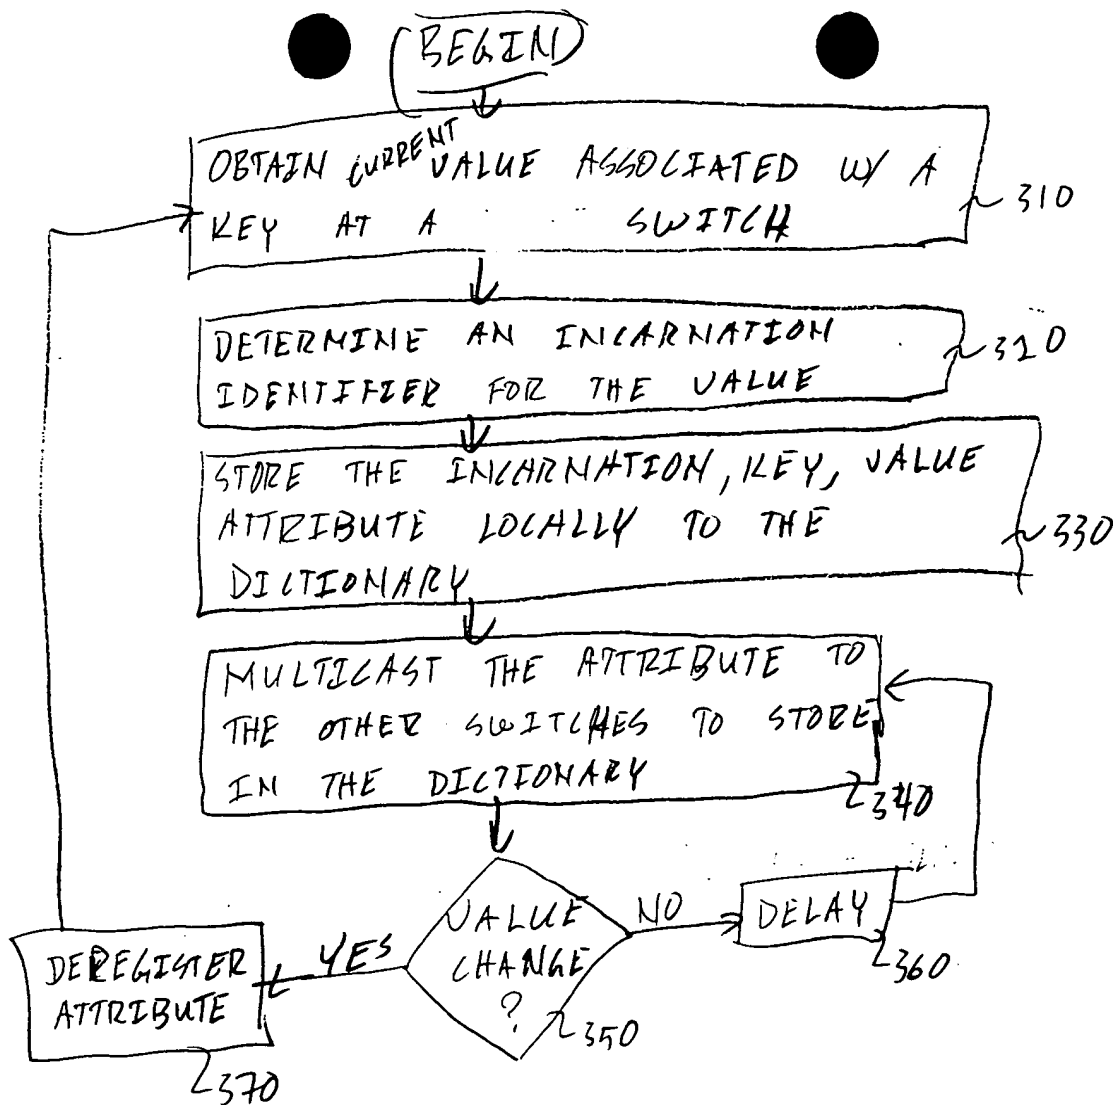 BEGIN
OBTAIN CURRENT VALUE ASSOCIATED W/ A
KEY AT A SWITCH
310
DETERMINE AN INCARNATION
IDENTIFIER FOR THE VALUE
320
STORE THE INCARNATION, KEY, VALUE
ATTRIBUTE LOCALLY TO THE
DICTIONARY
330
MULTICAST THE ATTRIBUTE TO
THE OTHER SWITCHES TO STORE
IN THE DICTIONARY
340
VALUE
CHANGE
?
350
NO
DELAY
360
YES
DEREGISTER
ATTRIBUTE
370